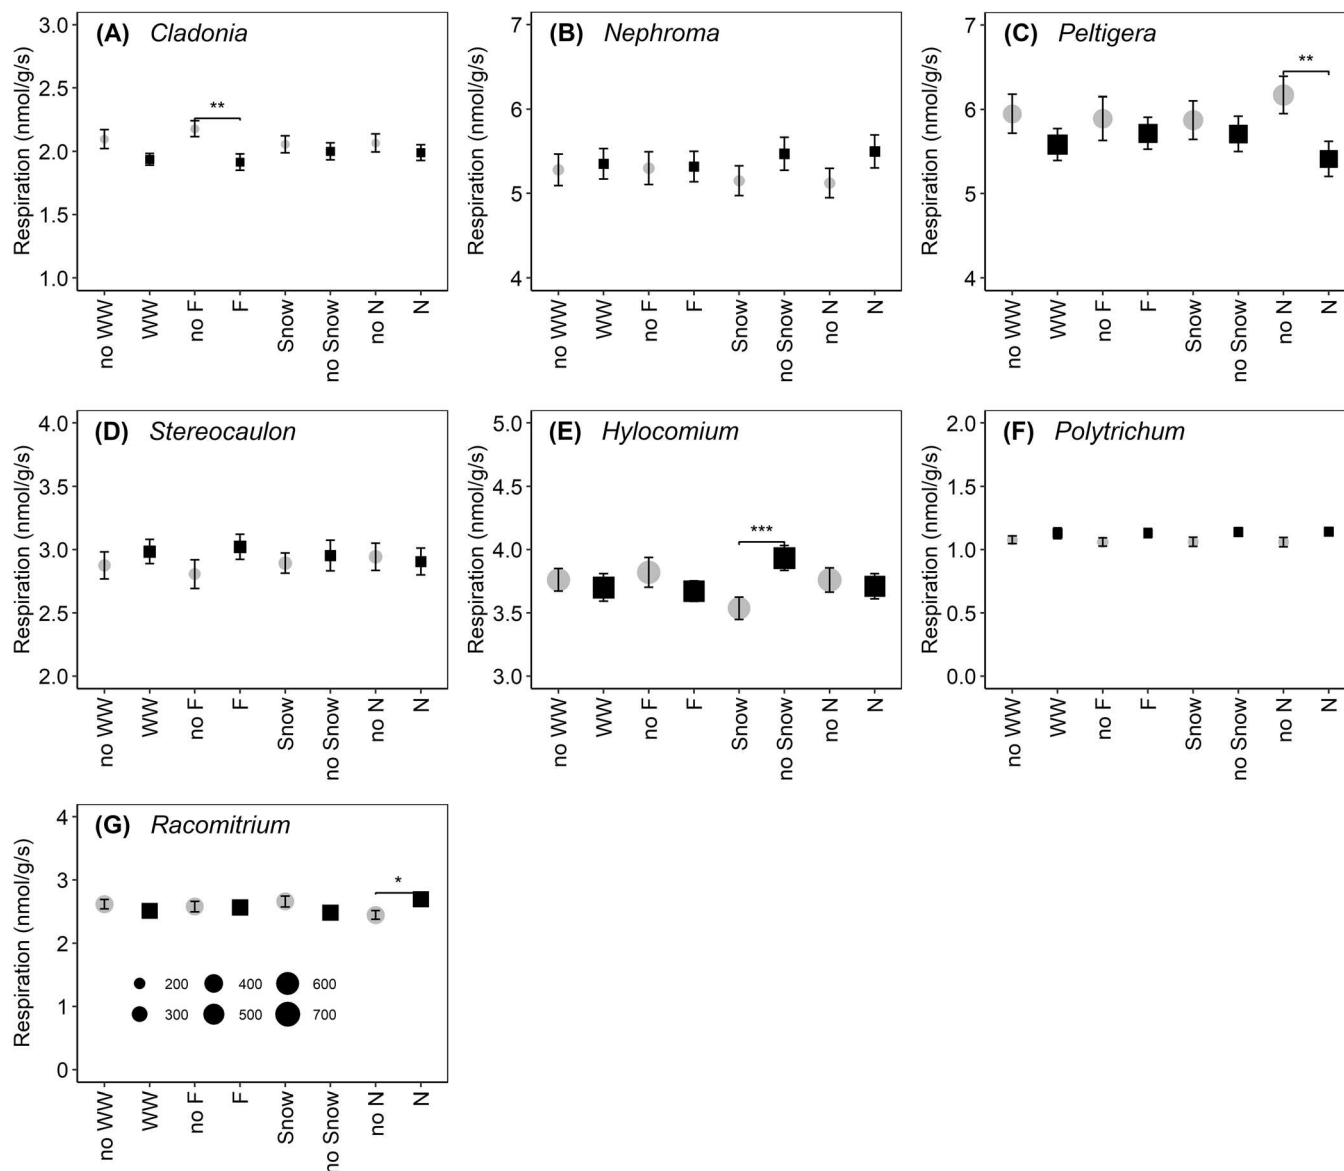 (A) Cladonia
Respiration (nmol/g/s)
3.0
2.5
2.0
1.5
1.0
**
no WW
WW
no F
F
Snow
no Snow
no N
N
(B) Nephroma
Respiration (nmol/g/s)
7
6
5
4
no WW
WW
no F
F
Snow
no Snow
no N
N
(C) Peltigera
Respiration (nmol/g/s)
7
6
5
4
**
no WW
WW
no F
F
Snow
no Snow
no N
N
(D) Stereocaulon
Respiration (nmol/g/s)
4.0
3.5
3.0
2.5
2.0
no WW
WW
no F
F
Snow
no Snow
no N
N
(E) Hylocomium
Respiration (nmol/g/s)
5.0
4.5
4.0
3.5
3.0
***
no WW
WW
no F
F
Snow
no Snow
no N
N
(F) Polytrichum
Respiration (nmol/g/s)
2.0
1.5
1.0
0.5
0.0
no WW
WW
no F
F
Snow
no Snow
no N
N
(G) Racomitrium
Respiration (nmol/g/s)
4
3
2
1
0
*
200 400 600
300 500 700
no WW
WW
no F
F
Snow
no Snow
no N
N